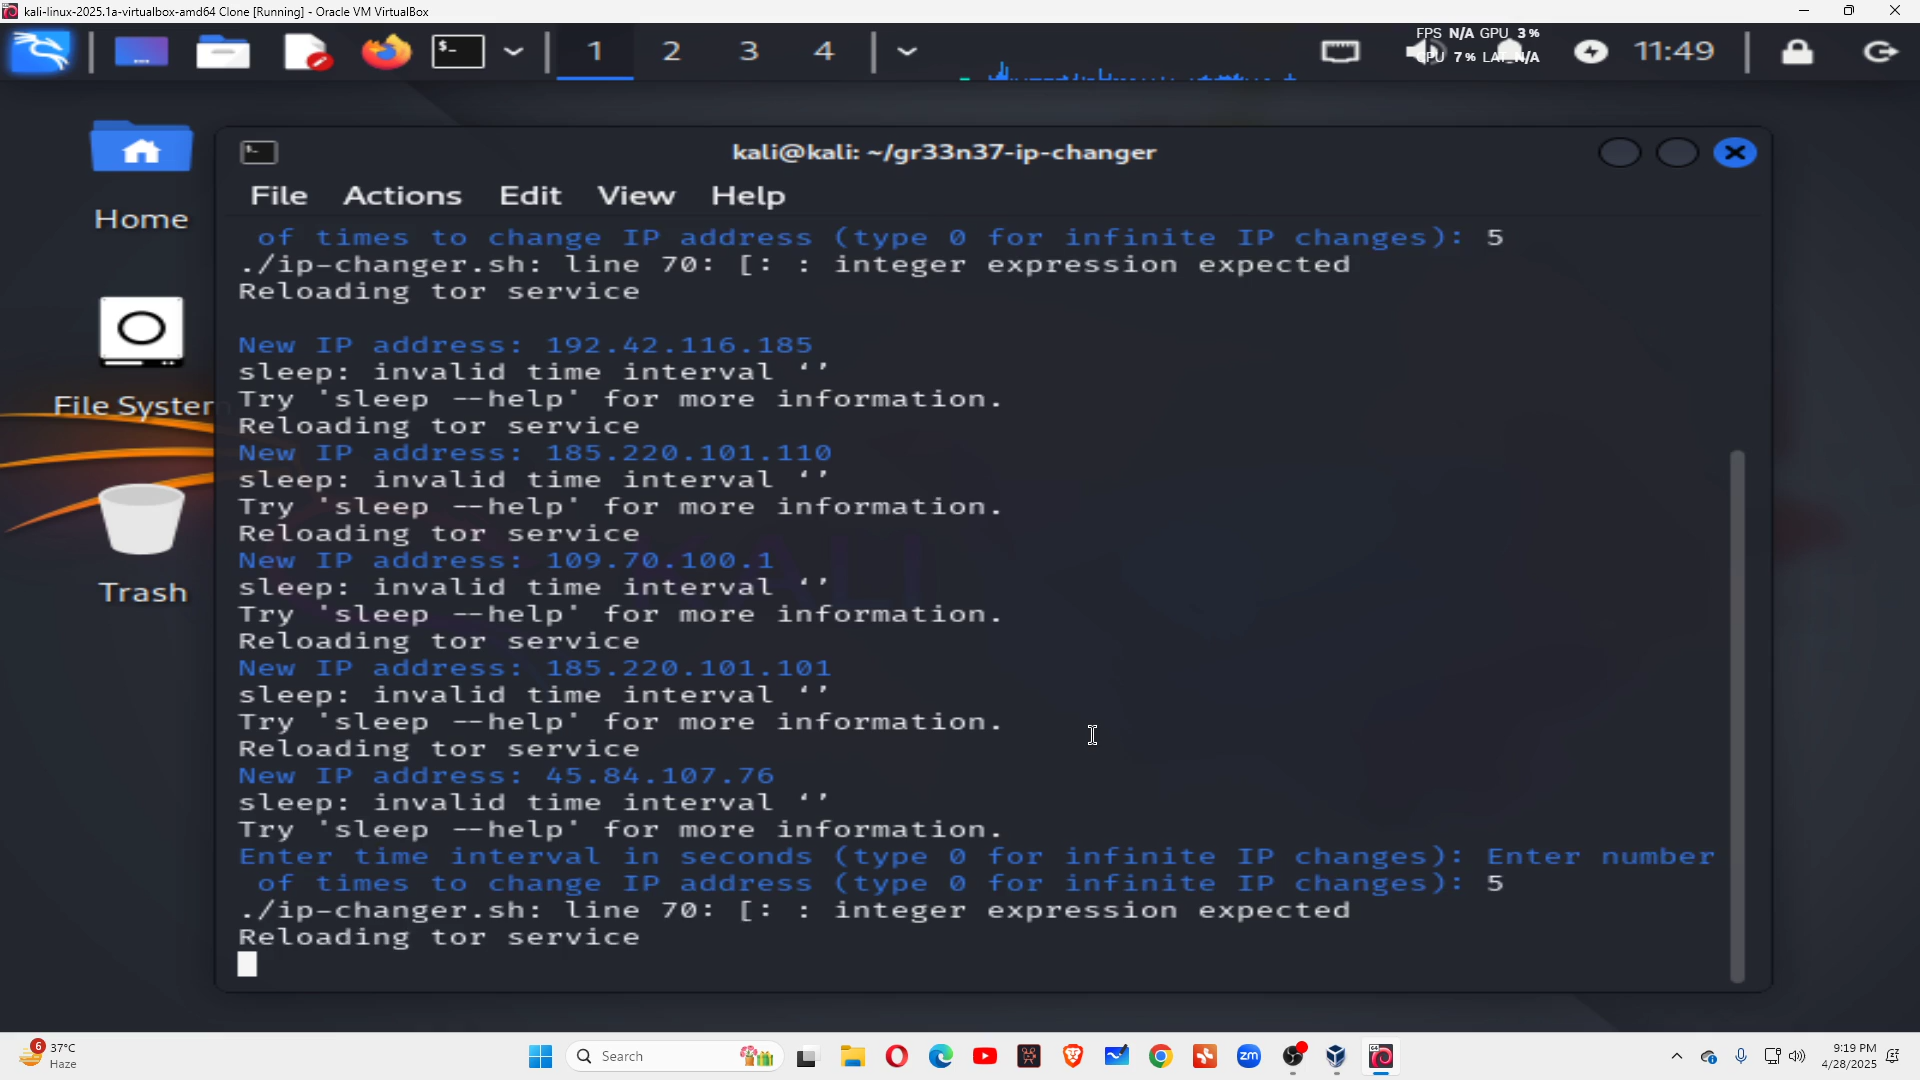 kali-linux-2025.1a-virtualbox-amd64 Clone [Running] - Oracle VM VirtualBox
1
2
3
4
FPS N/A GPU 3%
CPU 7% LAT N/A
11:49
Home
File System
Trash
kali@kali: ~/gr33n37-ip-changer
File Actions Edit View Help
of times to change IP address (type 0 for infinite IP changes): 5
./ip-changer.sh: line 70: [: : integer expression expected
Reloading tor service
New IP address: 192.42.116.185
sleep: invalid time interval ‘’
Try 'sleep --help' for more information.
Reloading tor service
New IP address: 185.220.101.110
sleep: invalid time interval ‘’
Try 'sleep --help' for more information.
Reloading tor service
New IP address: 109.70.100.1
sleep: invalid time interval ‘’
Try 'sleep --help' for more information.
Reloading tor service
New IP address: 185.220.101.101
sleep: invalid time interval ‘’
Try 'sleep --help' for more information.
Reloading tor service
New IP address: 45.84.107.76
sleep: invalid time interval ‘’
Try 'sleep --help' for more information.
Enter time interval in seconds (type 0 for infinite IP changes): Enter number
of times to change IP address (type 0 for infinite IP changes): 5
./ip-changer.sh: line 70: [: : integer expression expected
Reloading tor service
6
37°C
Haze
Search
zm
9:19 PM
4/28/2025